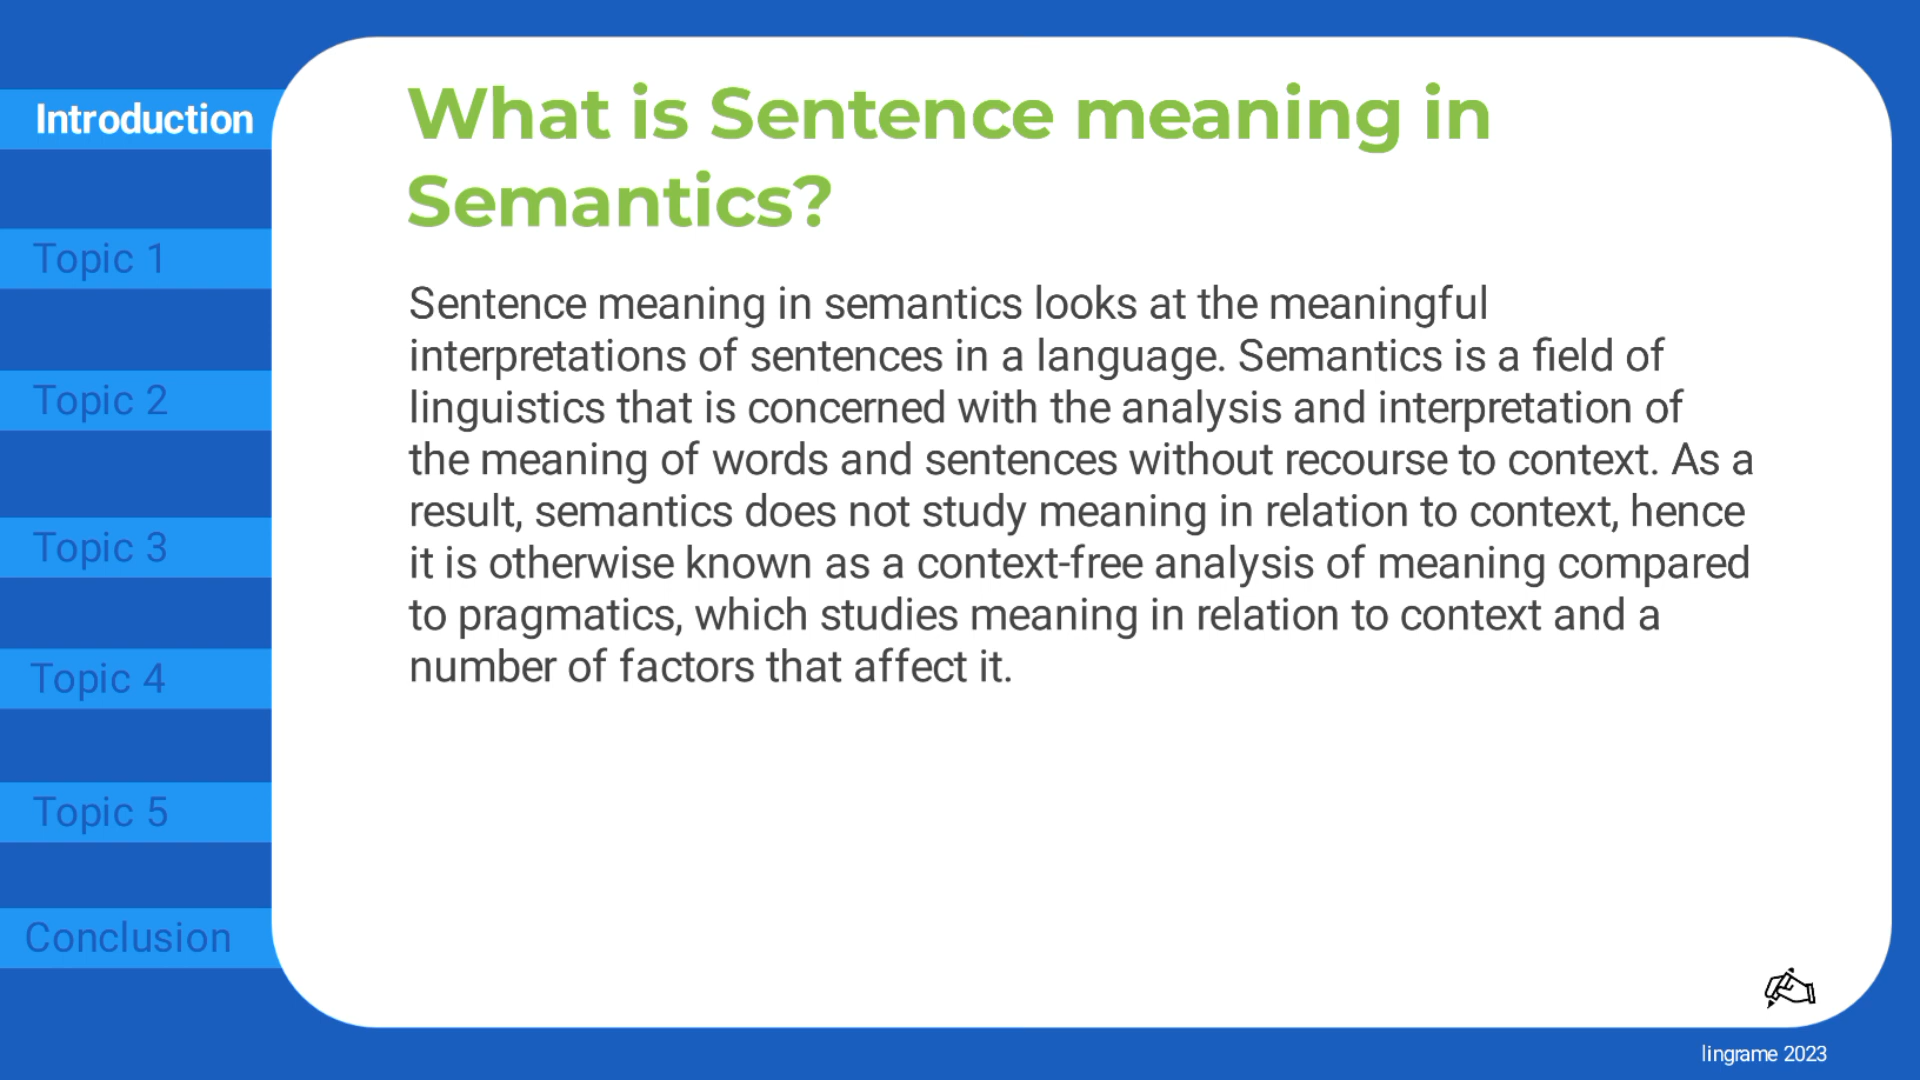 Introduction
Topic 1
Topic 2
Topic 3
Topic 4
Topic 5
Conclusion
What is Sentence meaning in
Semantics?
Sentence meaning in semantics looks at the meaningful
interpretations of sentences in a language. Semantics is a field of
linguistics that is concerned with the analysis and interpretation of
the meaning of words and sentences without recourse to context. As a
result, semantics does not study meaning in relation to context, hence
it is otherwise known as a context-free analysis of meaning compared
to pragmatics, which studies meaning in relation to context and a
number of factors that affect it.
lingrame 2023